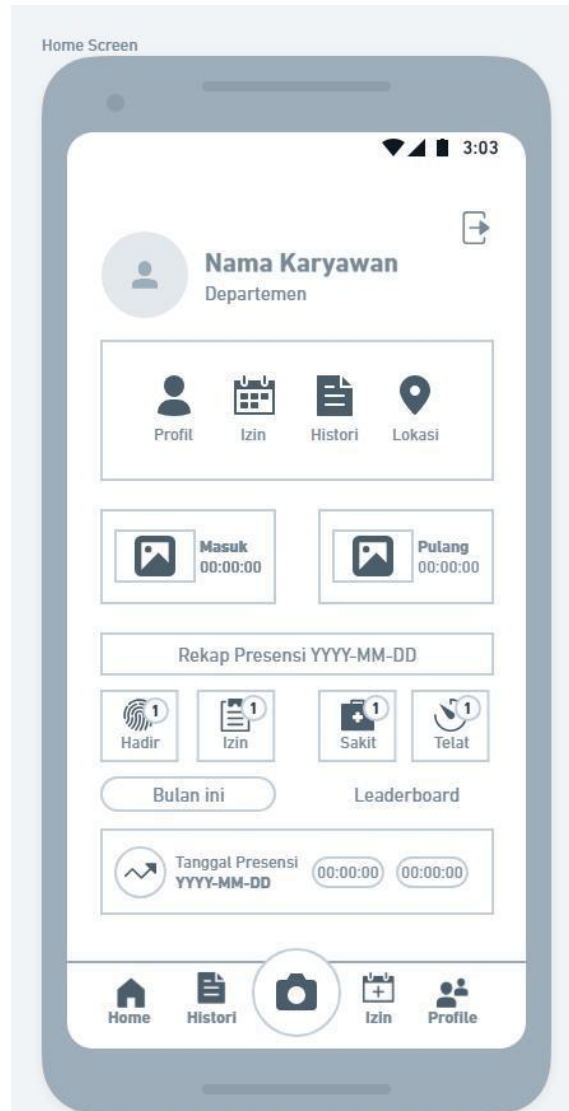 Home Screen
3:03
Nama Karyawan
Departemen
Profil Izin Histori Lokasi
Masuk
00:00:00
Pulang
00:00:00
Rekap Presensi YYYY-MM-DD
1 1 1 1
Hadir Izin Sakit Telat
Bulan ini Leaderboard
Tanggal Presensi
YYYY-MM-DD
00:00:00 00:00:00
Home Histori Izin Profile